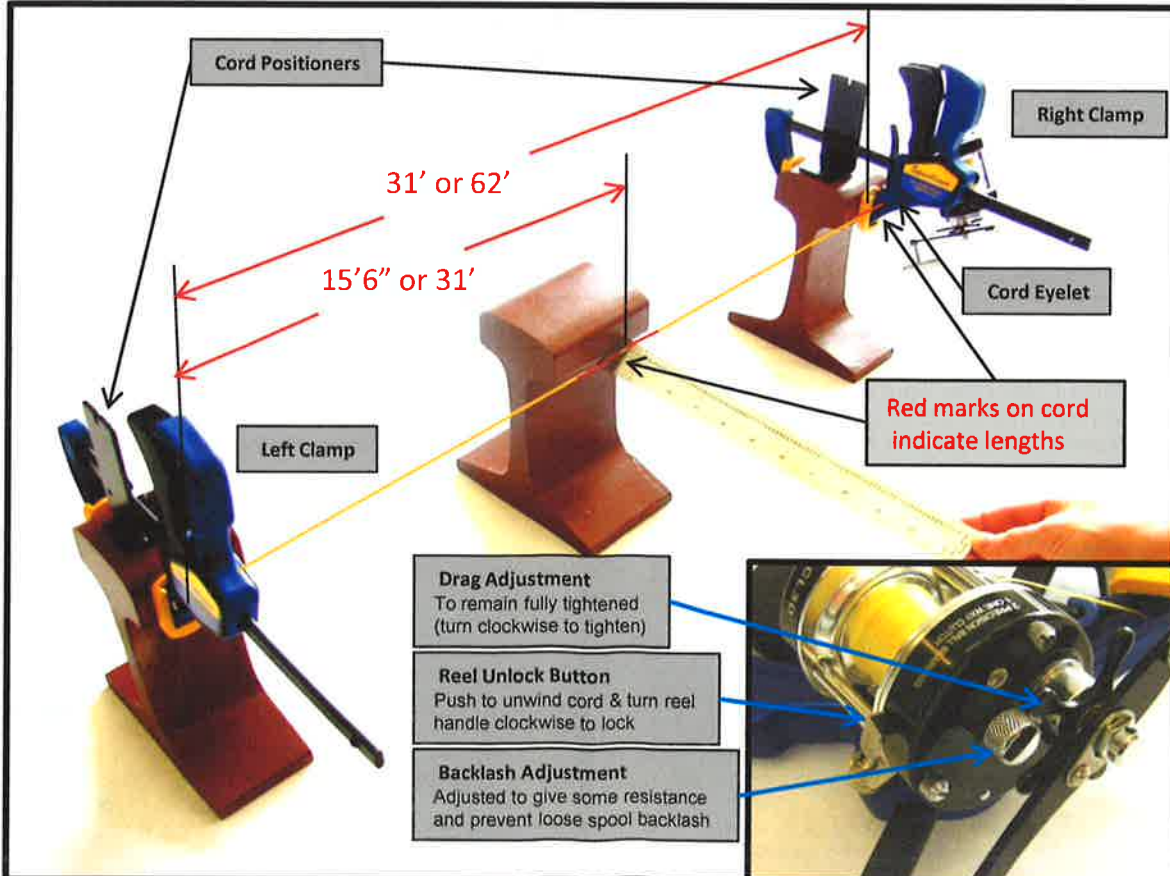 Cord Positioners
Right Clamp
31' or 62'
15'6" or 31'
Cord Eyelet
Red marks on cord
indicate lengths
Left Clamp
Drag Adjustment
To remain fully tightened
(turn clockwise to tighten)
Reel Unlock Button
Push to unwind cord & turn reel
handle clockwise to lock
Backlash Adjustment
Adjusted to give some resistance
and prevent loose spool backlash